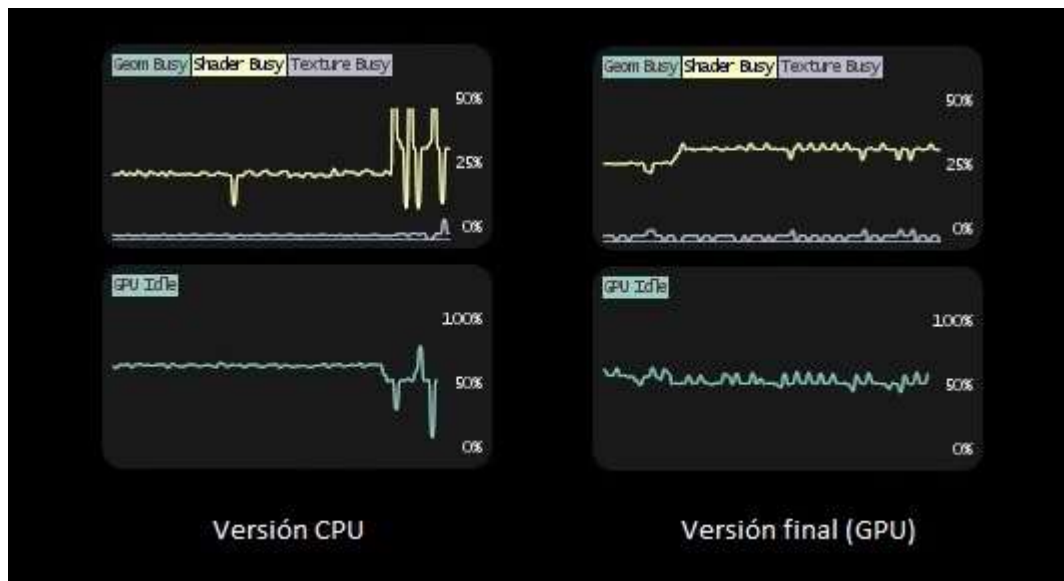 Geom Busy Shader Busy Texture Busy
50%
25%
0%
GPU Idle
100%
50%
0%
Versión CPU
Geom Busy Shader Busy Texture Busy
50%
25%
0%
GPU Idle
100%
50%
0%
Versión final (GPU)